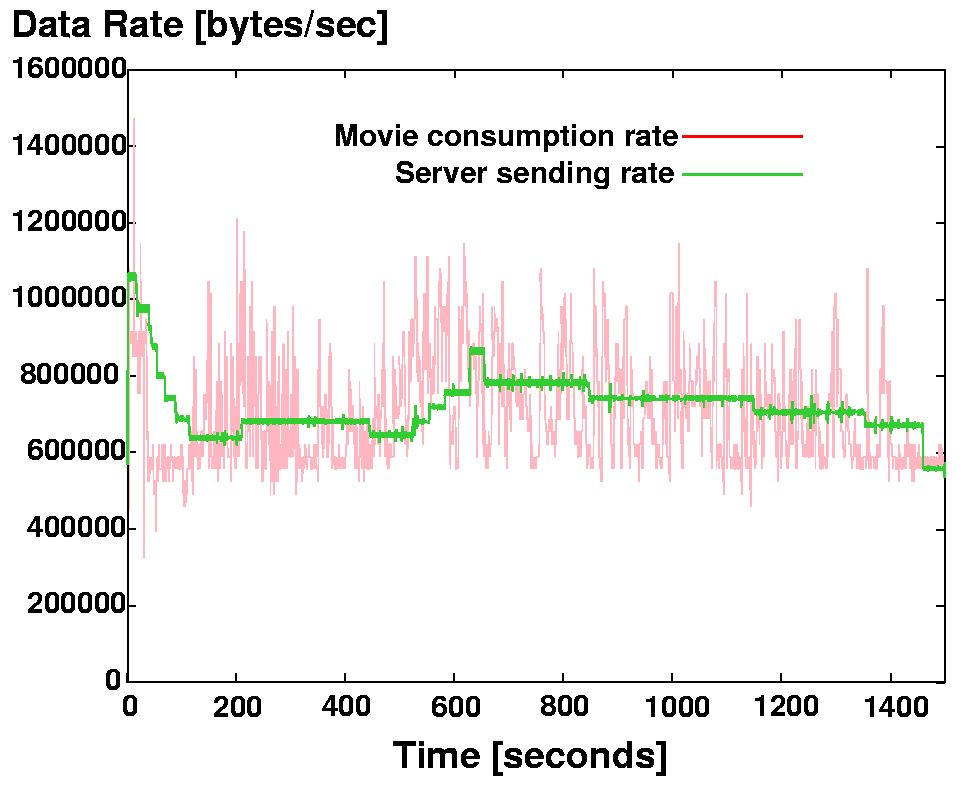 Data Rate [bytes/sec]
1600000
1400000
1200000
1000000
800000
600000
400000
200000
0
Movie consumption rate
Server sending rate
0 200 400 600 800 1000 1200 1400
Time [seconds]